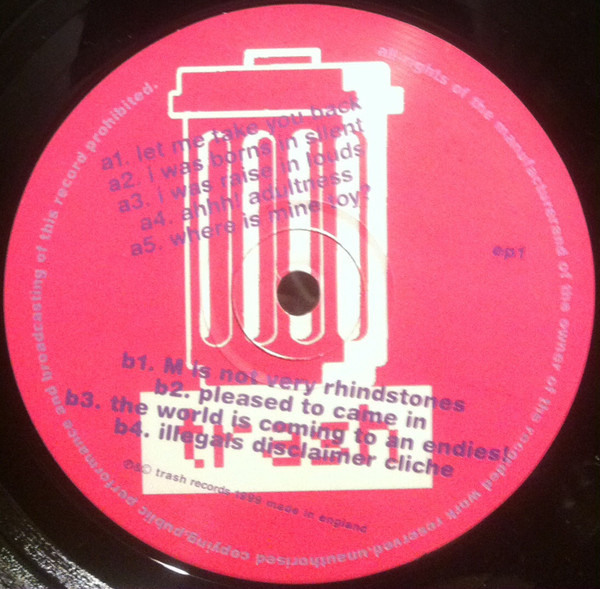 a1. let me take you back
a2. i was borns in silent
a3. i was raise in louds
a4. ahhh! adultness
a5. where is mine toy?
ep1
b1. M is not very rhindstones
b2. pleased to came in
b3. the world is coming to an endies!
b4. illegals disclaimer cliche
trash
℗&© trash records 1999 made in england
all rights of the manufacturerand of the owner of the recorded work reserved.unauthorised copying,public performance and broadcasting of this record prohibited.